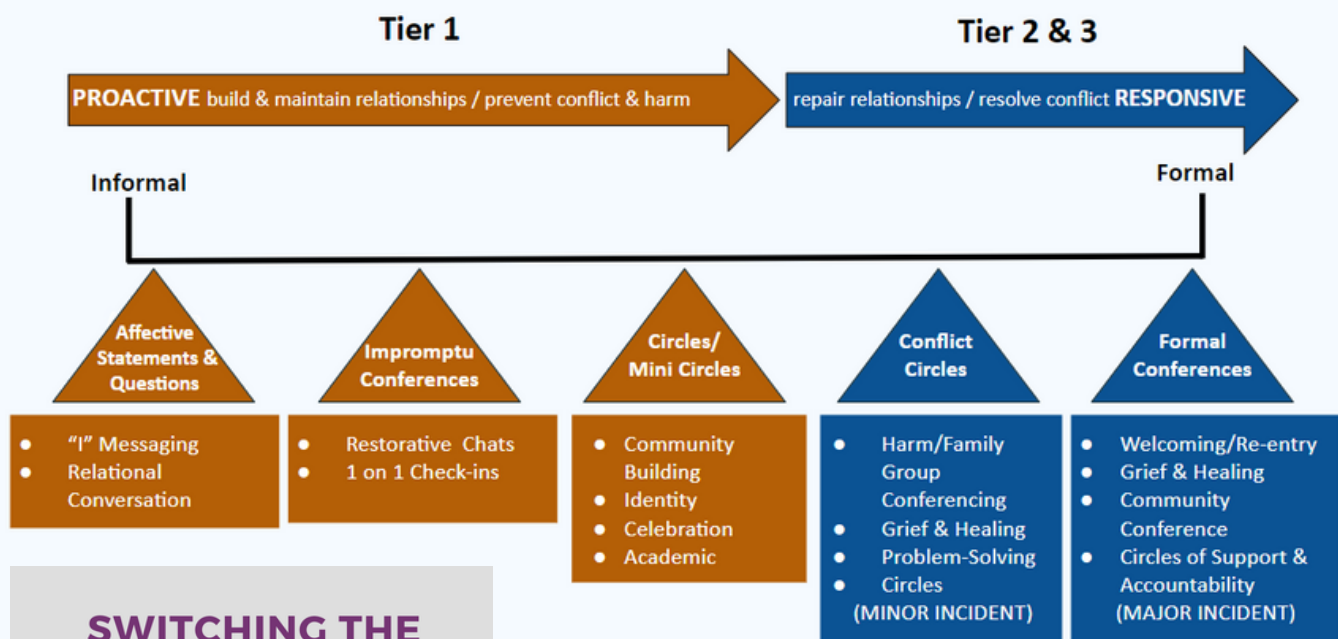 Tier 1
Tier 2 & 3
PROACTIVE build & maintain relationships / prevent conflict & harm
repair relationships / resolve conflict RESPONSIVE
Informal
Formal
Affective
Statements &
Questions
Impromptu
Conferences
Circles/
Mini Circles
Conflict
Circles
Formal
Conferences
● "I" Messaging
● Relational
Conversation
● Restorative Chats
● 1 on 1 Check-ins
● Community
Building
● Identity
● Celebration
● Academic
● Harm/Family
Group
Conferencing
● Grief & Healing
● Problem-Solving
● Circles
(MINOR INCIDENT)
● Welcoming/Re-entry
● Grief & Healing
● Community
Conference
● Circles of Support &
Accountability
(MAJOR INCIDENT)
SWITCHING THE